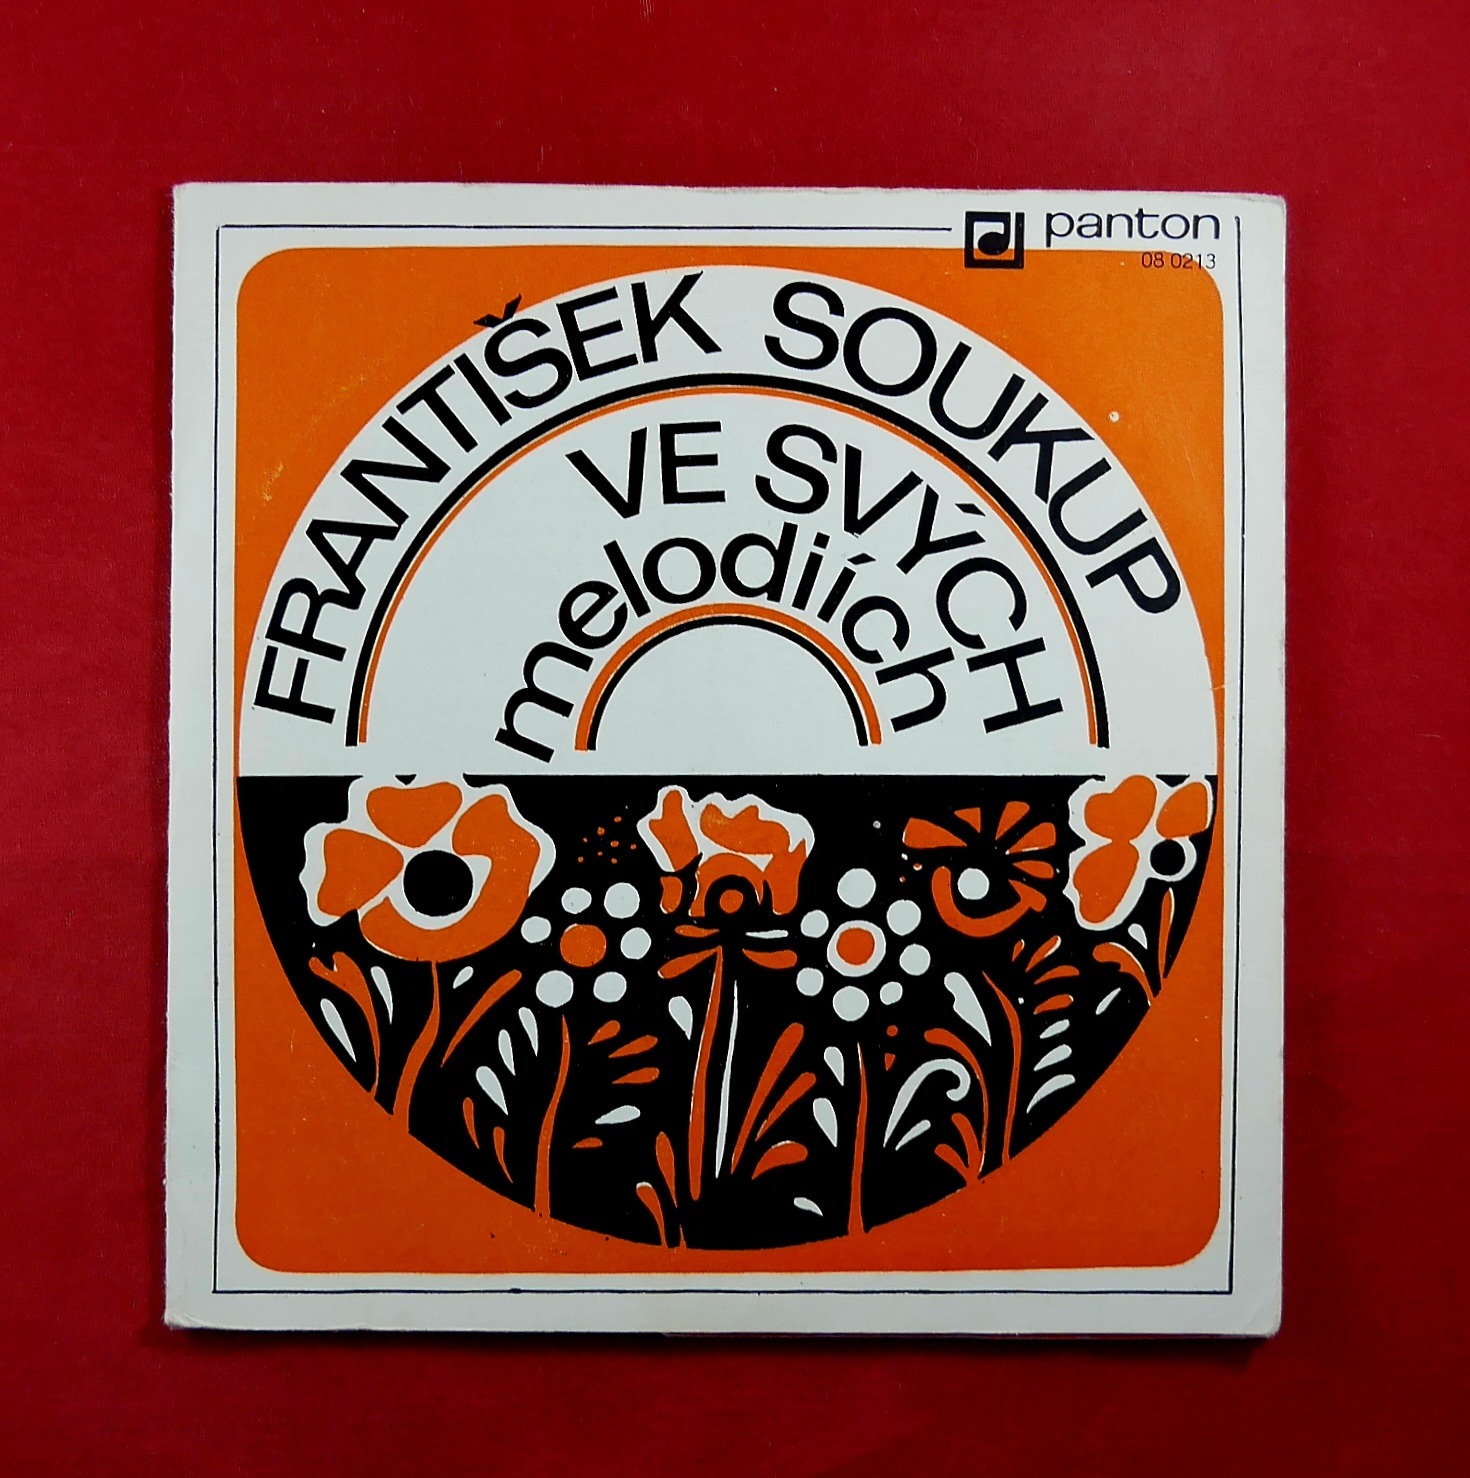 panton
08 0213
FRANTIŠEK SOUKUP
VE SVÝCH
melodiích